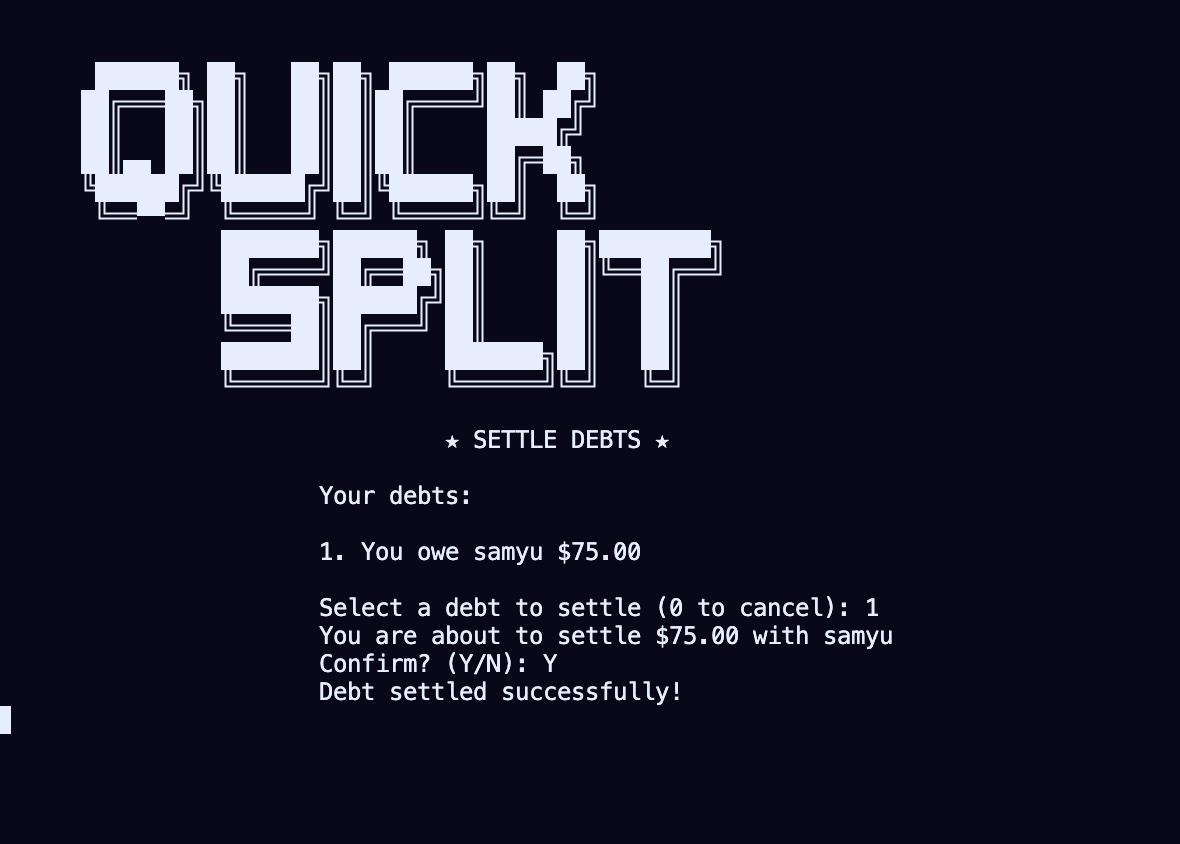 QUICK
SPLIT
★ SETTLE DEBTS ★
Your debts:
1. You owe samyu $75.00
Select a debt to settle (0 to cancel): 1
You are about to settle $75.00 with samyu
Confirm? (Y/N): Y
Debt settled successfully!